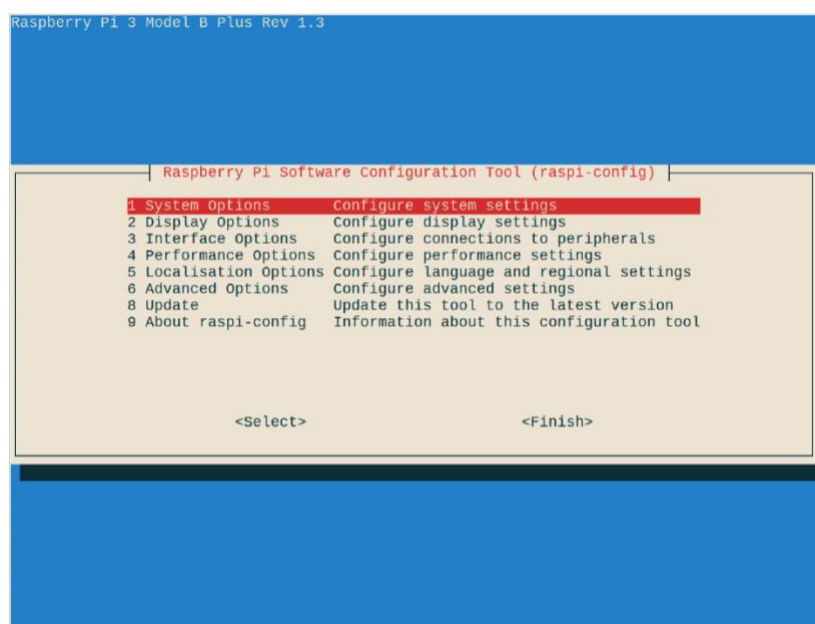 Raspberry Pi 3 Model B Plus Rev 1.3
Raspberry Pi Software Configuration Tool (raspi-config)
1 System Options Configure system settings
2 Display Options Configure display settings
3 Interface Options Configure connections to peripherals
4 Performance Options Configure performance settings
5 Localisation Options Configure language and regional settings
6 Advanced Options Configure advanced settings
8 Update Update this tool to the latest version
9 About raspi-config Information about this configuration tool
<Select> <Finish>